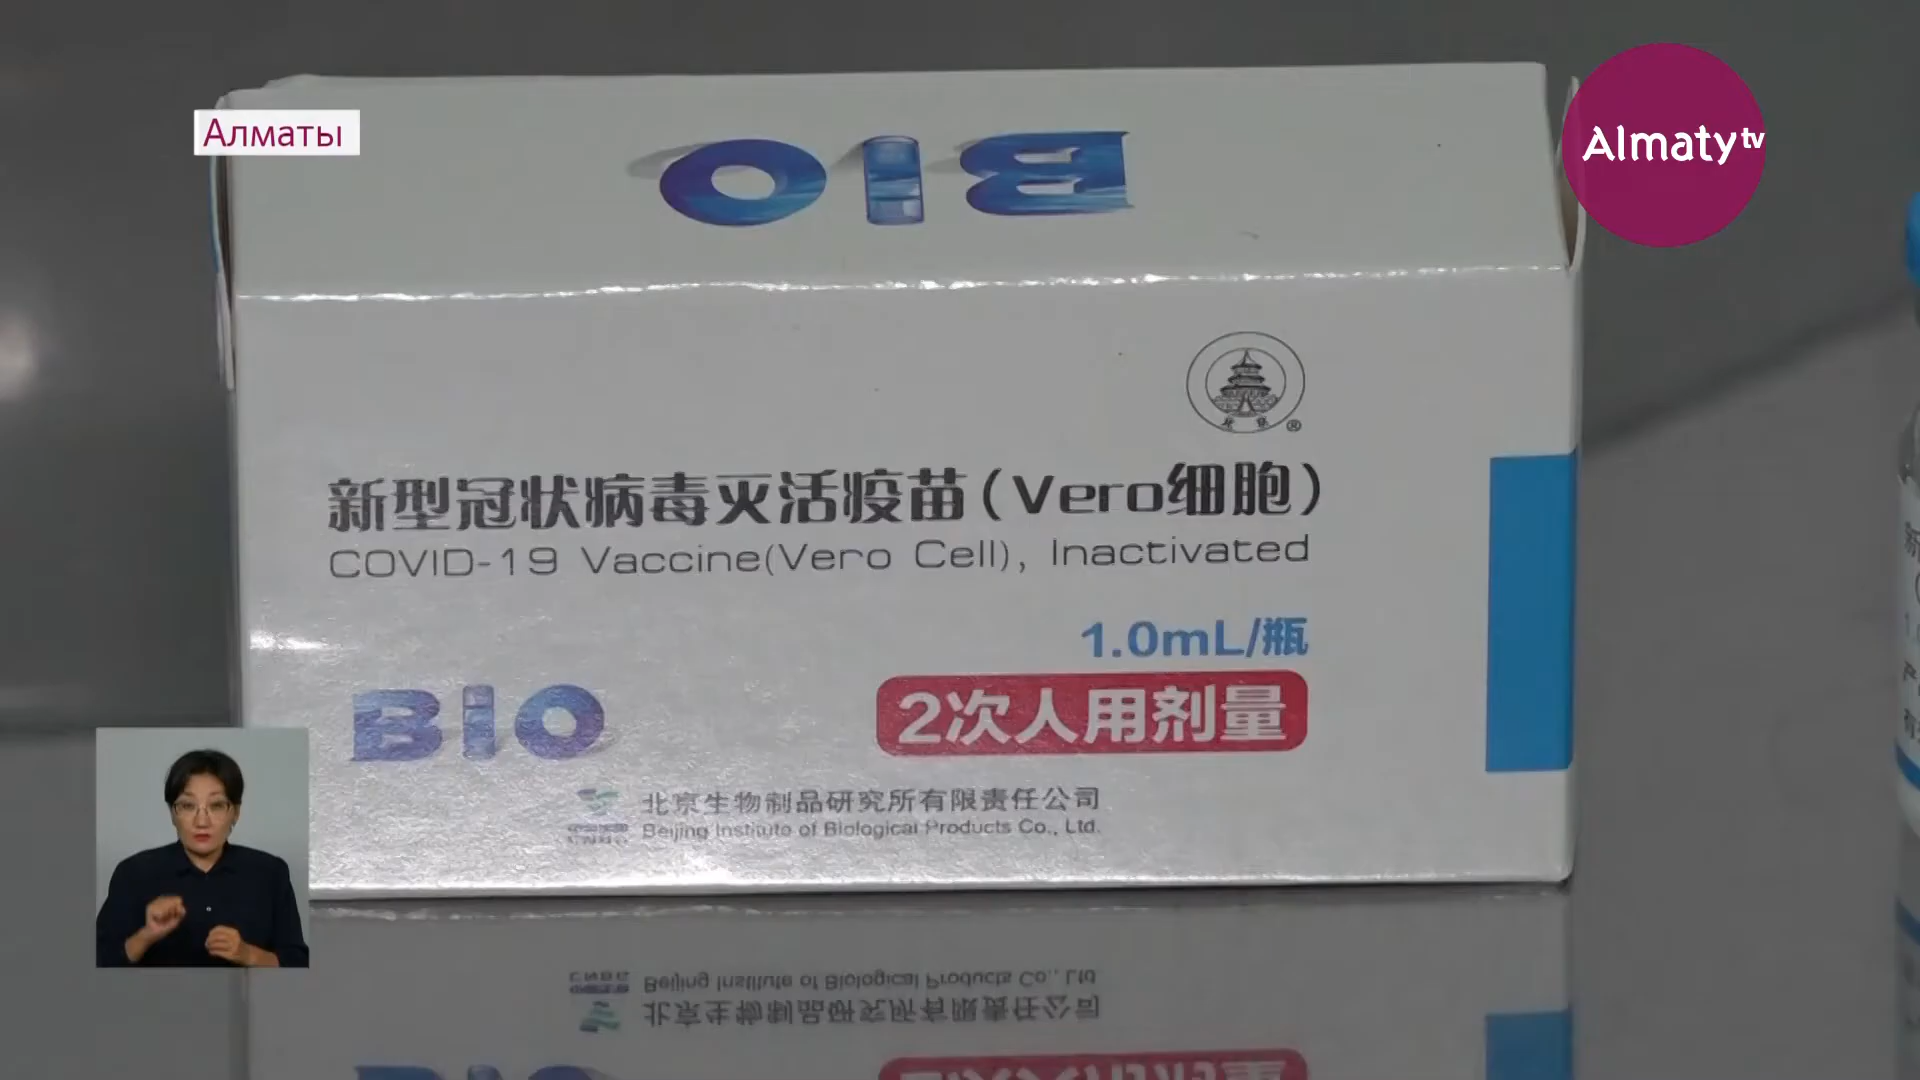 Алматы
Almaty tv
BIO
新型冠状病毒灭活疫苗(Vero细胞)
COVID-19 Vaccine(Vero Cell), Inactivated
1.0mL/瓶
BIO
2次人用剂量
北京生物制品研究所有限责任公司
Beijing Institute of Biological Products Co., Ltd.
CNBG